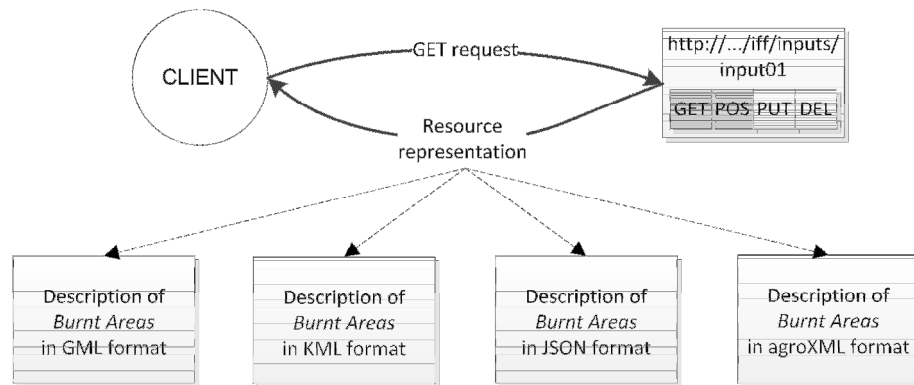 CLIENT
GET request
http://.../iff/inputs/
input01
GET POS PUT DEL
Resource
representation
Description of
Burnt Areas
in GML format
Description of
Burnt Areas
in KML format
Description of
Burnt Areas
in JSON format
Description of
Burnt Areas
in agroXML format